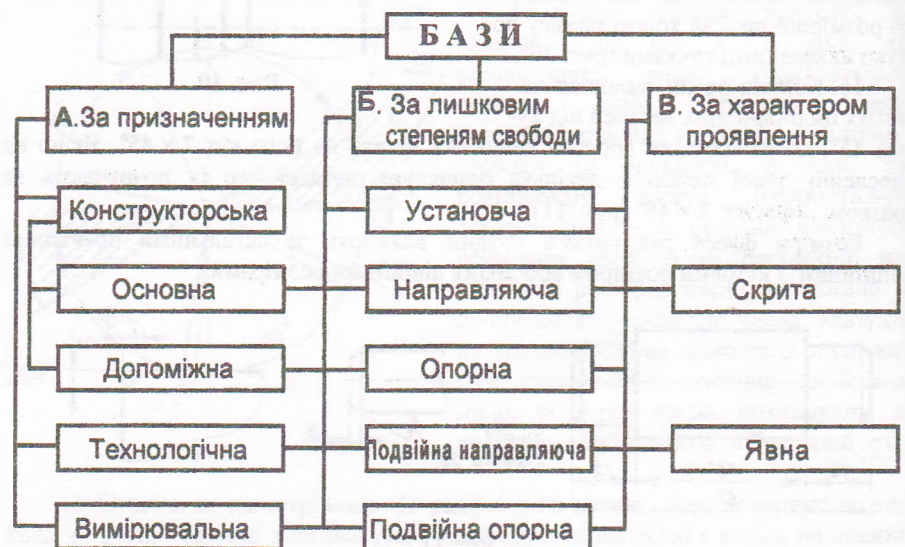 БАЗИ
А.За призначенням
Б. За лишковим
степеням свободи
В. За характером
проявлення
Конструкторська
Установча
Основна
Направляюча
Скрита
Допоміжна
Опорна
Технологічна
Подвійна направляюча
Явна
Вимірювальна
Подвійна опорна